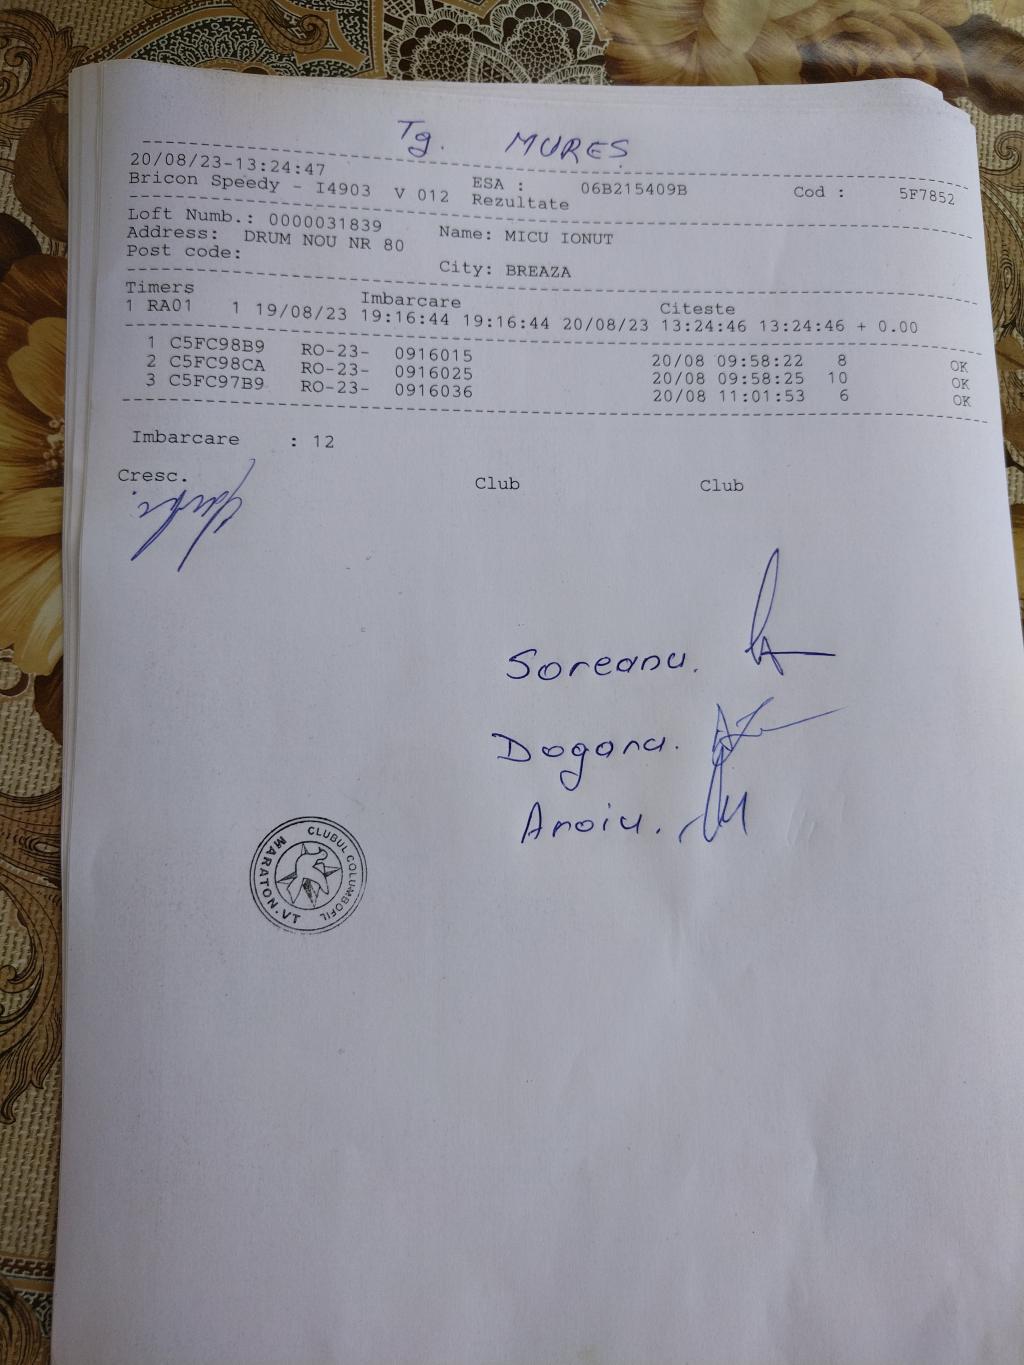 Tg. MURES
20/08/23-13:24:47
Bricon Speedy - I4903 V 012 ESA : 06B215409B Cod : 5F7852
Rezultate
Loft Numb.: 0000031839 Name: MICU IONUT
Address: DRUM NOU NR 80
Post code: City: BREAZA
Timers Imbarcare Citeste
1 RA01 1 19/08/23 19:16:44 19:16:44 20/08/23 13:24:46 13:24:46 + 0.00
1 C5FC98B9 RO-23- 0916015 20/08 09:58:22 8 OK
2 C5FC98CA RO-23- 0916025 20/08 09:58:25 10 OK
3 C5FC97B9 RO-23- 0916036 20/08 11:01:53 6 OK
Imbarcare : 12
Cresc. Club Club
Soreanu.
Dogaru.
Aroiu.
CLUBUL COLUMBOFIL
MARATON.VT